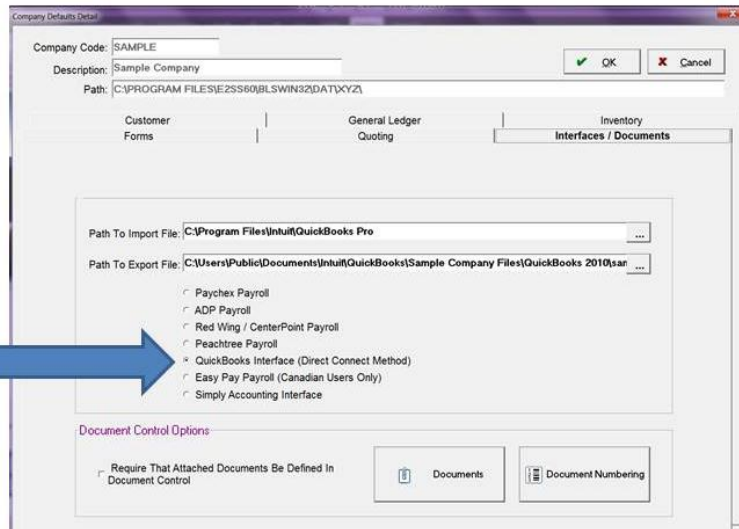 Company Defaults Detail
Company Code: SAMPLE
Description: Sample Company
OK Cancel
Path: C:\PROGRAM FILES\E2SS60\BLSWIN32\DAT\XYZ\
Customer General Ledger Inventory
Forms Quoting Interfaces / Documents
Path To Import File: C:\Program Files\Intuit\QuickBooks Pro ...
Path To Export File: C:\Users\Public\Documents\Intuit\QuickBooks\Sample Company Files\QuickBooks 2010\san ...
Paychex Payroll
ADP Payroll
Red Wing / CenterPoint Payroll
Peachtree Payroll
QuickBooks Interface (Direct Connect Method)
Easy Pay Payroll (Canadian Users Only)
Simply Accounting Interface
Document Control Options
Require That Attached Documents Be Defined In
Document Control
Documents Document Numbering